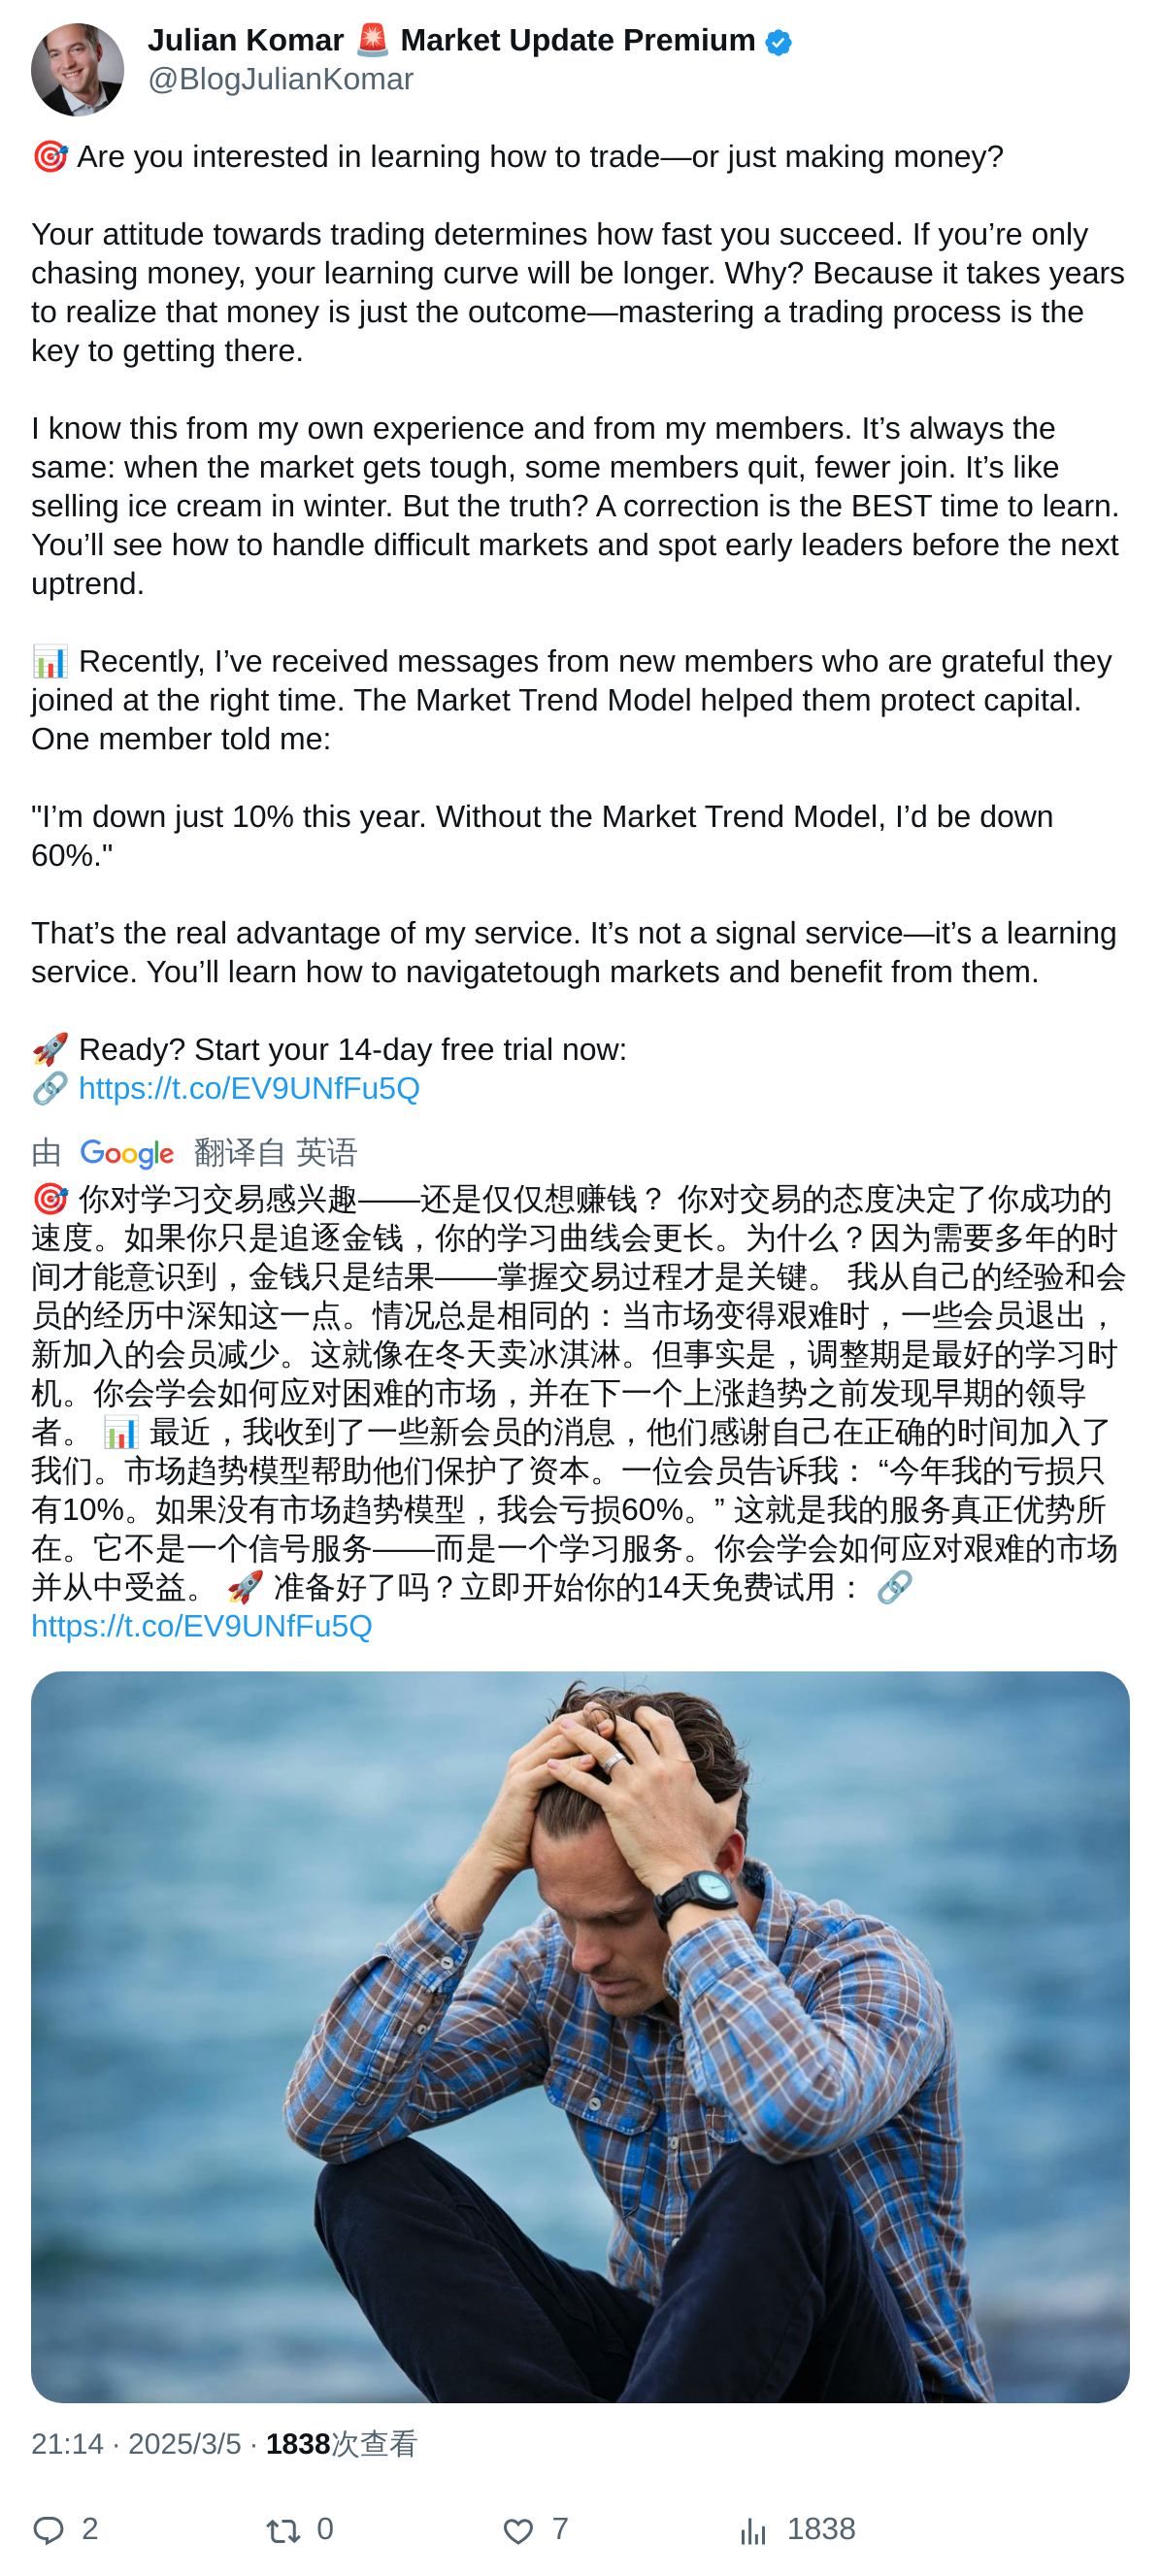 Julian Komar 🚨 Market Update Premium
@BlogJulianKomar
🎯 Are you interested in learning how to trade—or just making money?
Your attitude towards trading determines how fast you succeed. If you’re only
chasing money, your learning curve will be longer. Why? Because it takes years
to realize that money is just the outcome—mastering a trading process is the
key to getting there.
I know this from my own experience and from my members. It’s always the
same: when the market gets tough, some members quit, fewer join. It’s like
selling ice cream in winter. But the truth? A correction is the BEST time to learn.
You’ll see how to handle difficult markets and spot early leaders before the next
uptrend.
📊 Recently, I’ve received messages from new members who are grateful they
joined at the right time. The Market Trend Model helped them protect capital.
One member told me:
"I’m down just 10% this year. Without the Market Trend Model, I’d be down
60%."
That’s the real advantage of my service. It’s not a signal service—it’s a learning
service. You’ll learn how to navigatetough markets and benefit from them.
🚀 Ready? Start your 14-day free trial now:
🔗 https://t.co/EV9UNfFu5Q
由 Google 翻译自 英语
🎯 你对学习交易感兴趣——还是仅仅想赚钱？ 你对交易的态度决定了你成功的
速度。如果你只是追逐金钱，你的学习曲线会更长。为什么？因为需要多年的时
间才能意识到，金钱只是结果——掌握交易过程才是关键。 我从自己的经验和会
员的经历中深知这一点。情况总是相同的：当市场变得艰难时，一些会员退出，
新加入的会员减少。这就像在冬天卖冰淇淋。但事实是，调整期是最好的学习时
机。你会学会如何应对困难的市场，并在下一个上涨趋势之前发现早期的领导
者。 📊 最近，我收到了一些新会员的消息，他们感谢自己在正确的时间加入了
我们。市场趋势模型帮助他们保护了资本。一位会员告诉我： “今年我的亏损只
有10%。如果没有市场趋势模型，我会亏损60%。” 这就是我的服务真正优势所
在。它不是一个信号服务——而是一个学习服务。你会学会如何应对艰难的市场
并从中受益。 🚀 准备好了吗？立即开始你的14天免费试用： 🔗
https://t.co/EV9UNfFu5Q
21:14 · 2025/3/5 · 1838次查看
2 0 7 1838